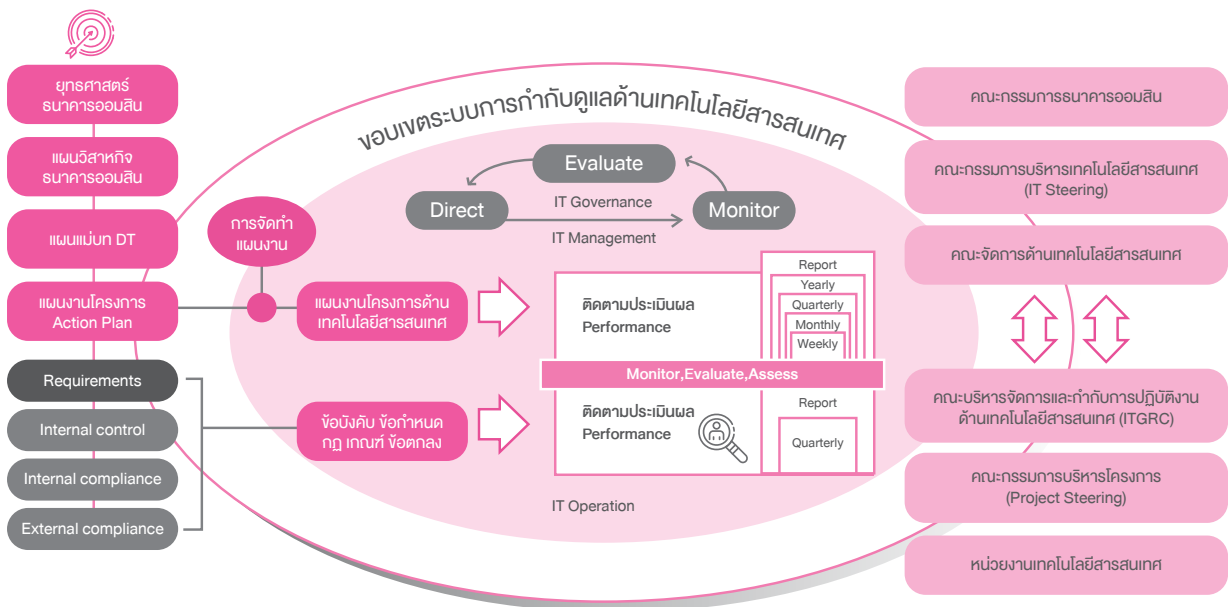 ยุทธศาสตร์
ธนาคารออมสิน
แผนวิสาหกิจ
ธนาคารออมสิน
แผนแม่บท DT
แผนงานโครงการ
Action Plan
Requirements
Internal control
Internal compliance
External compliance
การจัดทำ
แผนงาน
ขอบเขตระบบการกำกับดูแลด้านเทคโนโลยีสารสนเทศ
Evaluate
Direct
IT Governance
Monitor
IT Management
แผนงานโครงการด้าน
เทคโนโลยีสารสนเทศ
ติดตามประเมินผล
Performance
Report
Yearly
Quarterly
Monthly
Weekly
Monitor,Evaluate,Assess
ข้อบังคับ ข้อกำหนด
กฎ เกณฑ์ ข้อตกลง
ติดตามประเมินผล
Performance
Report
Quarterly
IT Operation
คณะกรรมการธนาคารออมสิน
คณะกรรมการบริหารเทคโนโลยีสารสนเทศ
(IT Steering)
คณะจัดการด้านเทคโนโลยีสารสนเทศ
คณะบริหารจัดการและกำกับการปฏิบัติงาน
ด้านเทคโนโลยีสารสนเทศ (ITGRC)
คณะกรรมการบริหารโครงการ
(Project Steering)
หน่วยงานเทคโนโลยีสารสนเทศ